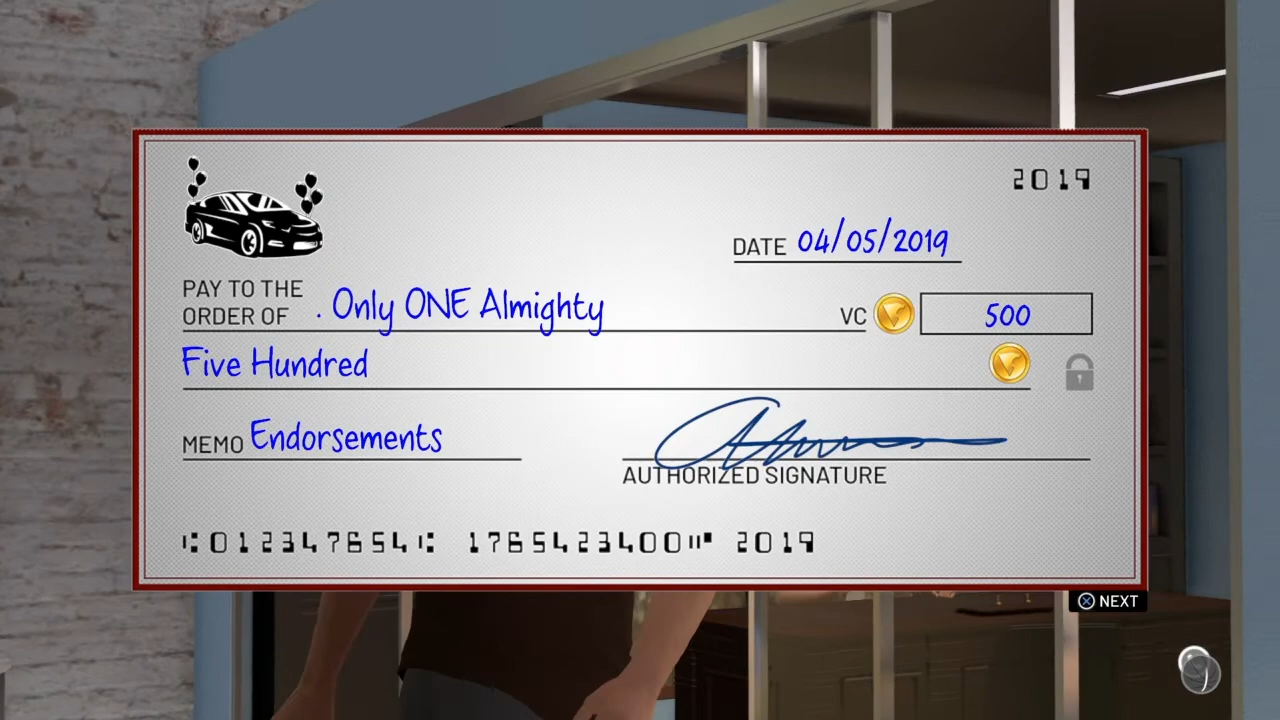 2019
DATE 04/05/2019
PAY TO THE
ORDER OF . Only ONE Almighty VC 500
Five Hundred
MEMO Endorsements
AUTHORIZED SIGNATURE
⑆012347654⑆ 1765423400⑈ 2019
NEXT